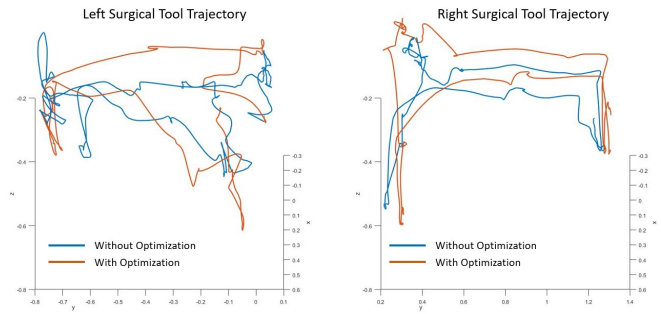 Left Surgical Tool Trajectory
-0.2
-0.4
-0.6
-0.8
z
-0.8 -0.7 -0.6 -0.5 -0.4 -0.3 -0.2 -0.1 0 0.1
y
-0.3
-0.2
-0.1
0
0.1
0.2
0.3
0.4
0.5
0.6
x
Without Optimization
With Optimization
Right Surgical Tool Trajectory
-0.2
-0.4
-0.6
-0.8
z
0.2 0.4 0.6 0.8 1 1.2 1.4
y
-0.3
-0.2
-0.1
0
0.1
0.2
0.3
0.4
0.5
0.6
x
Without Optimization
With Optimization